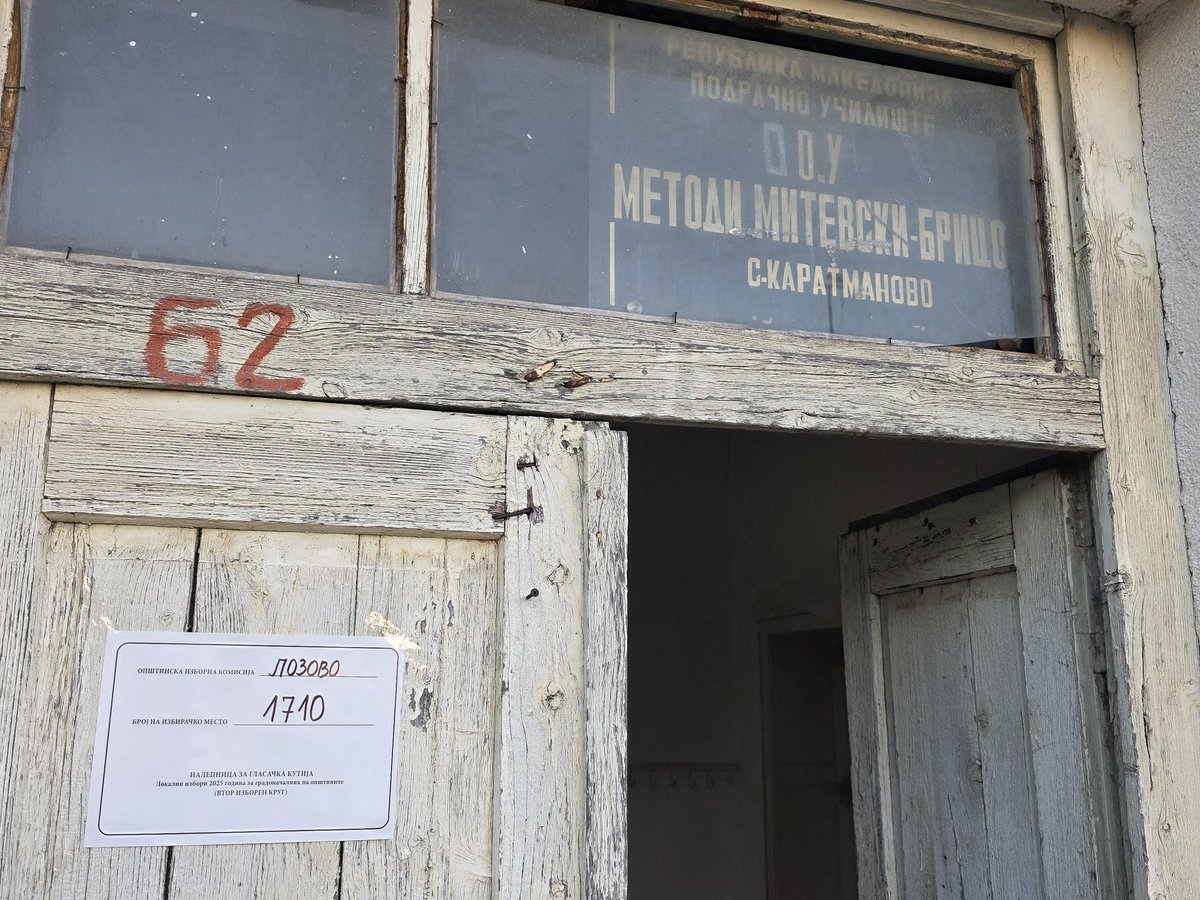 РЕПУБЛИКА МАКЕДОНИЈА
ПОДРАЧНО УЧИЛИШТЕ
О О.У
МЕТОДИ МИТЕВСКИ-БРИЦО
С-КАРАТМАНОВО
62
ОПШТИНСКА ИЗБОРНА КОМИСИЈА ЛОЗОВО
БРОЈ НА ИЗБИРАЧКО МЕСТО 1710
НАЛЕПНИЦА ЗА ГЛАСАЧКА КУТИЈА
Локални избори 2025 година за градоначалник на општините
(ВТОР ИЗБОРЕН КРУГ)